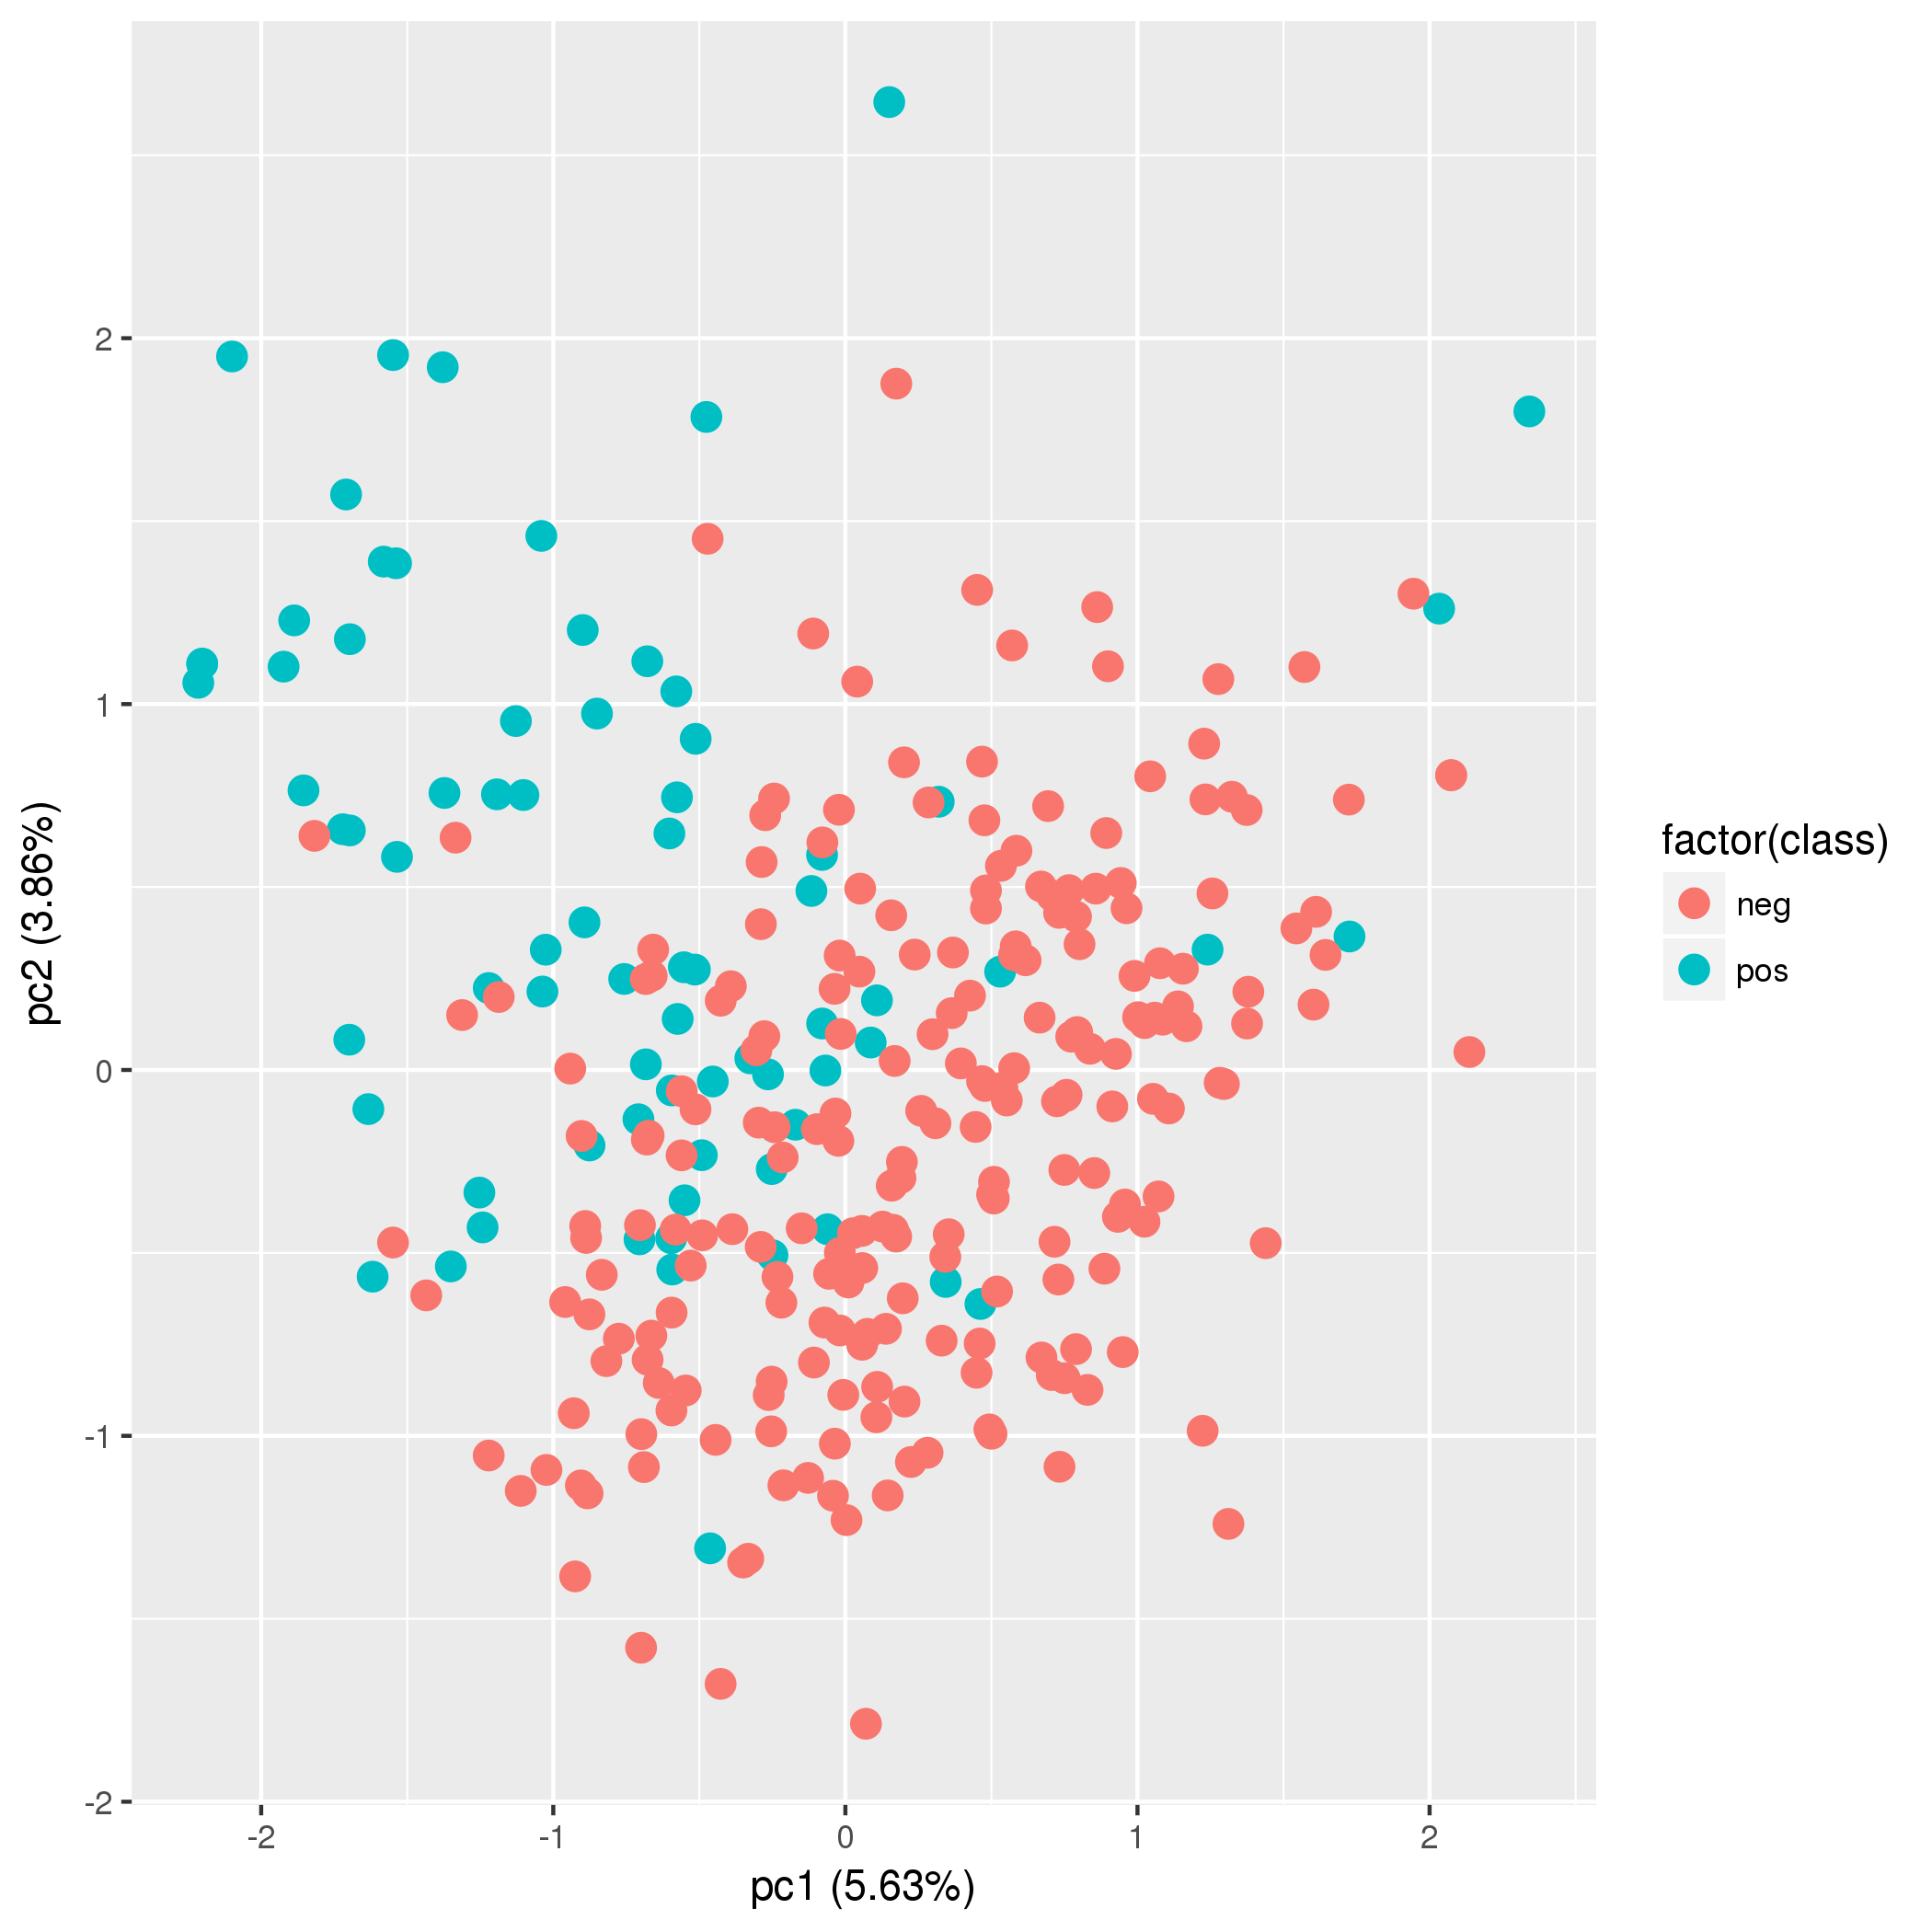 2
1
0
-1
-2
-2
-1
0
1
2
pc1 (5.63%)
pc2 (3.86%)
factor(class)
neg
pos